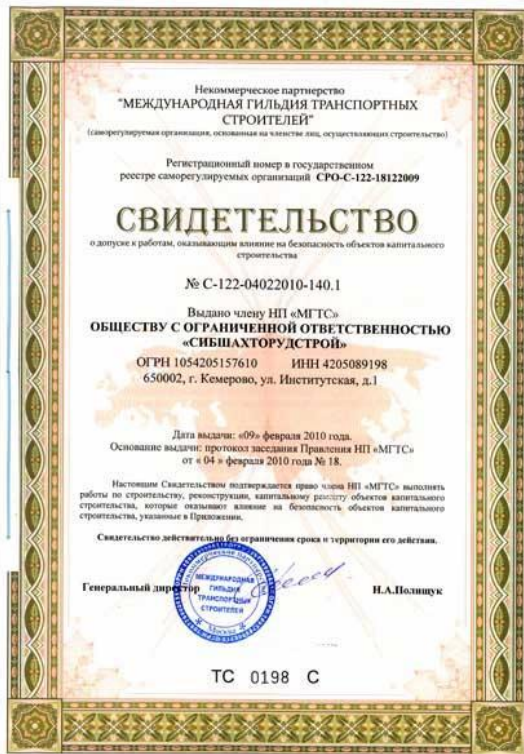 Некоммерческое партнерство
"МЕЖДУНАРОДНАЯ ГИЛЬДИЯ ТРАНСПОРТНЫХ
СТРОИТЕЛЕЙ"
(саморегулируемая организация, основанная на членстве лиц, осуществляющих строительство)
Регистрационный номер в государственном
реестре саморегулируемых организаций СРО-С-122-18122009
СВИДЕТЕЛЬСТВО
о допуске к работам, оказывающим влияние на безопасность объектов капитального
строительства
№ С-122-04022010-140.1
Выдано члену НП «МГТС»
ОБЩЕСТВУ С ОГРАНИЧЕННОЙ ОТВЕТСТВЕННОСТЬЮ
«СИБШАХТОРУДСТРОЙ»
ОГРН 1054205157610 ИНН 4205089198
650002, г. Кемерово, ул. Институтская, д.1
Дата выдачи: «09» февраля 2010 года.
Основание выдачи: протокол заседания Правления НП «МГТС»
от « 04 » февраля 2010 года № 18.
Настоящим Свидетельством подтверждается право члена НП «МГТС» выполнять
работы по строительству, реконструкции, капитальному ремонту объектов капитального
строительства, которые оказывают влияние на безопасность объектов капитального
строительства, указанные в Приложении.
Свидетельство действительно без ограничения срока и территории его действия.
Генеральный директор Н.А.Полищук
МЕЖДУНАРОДНАЯ
ГИЛЬДИЯ
ТРАНСПОРТНЫХ
СТРОИТЕЛЕЙ
Москва
ТС 0198 С